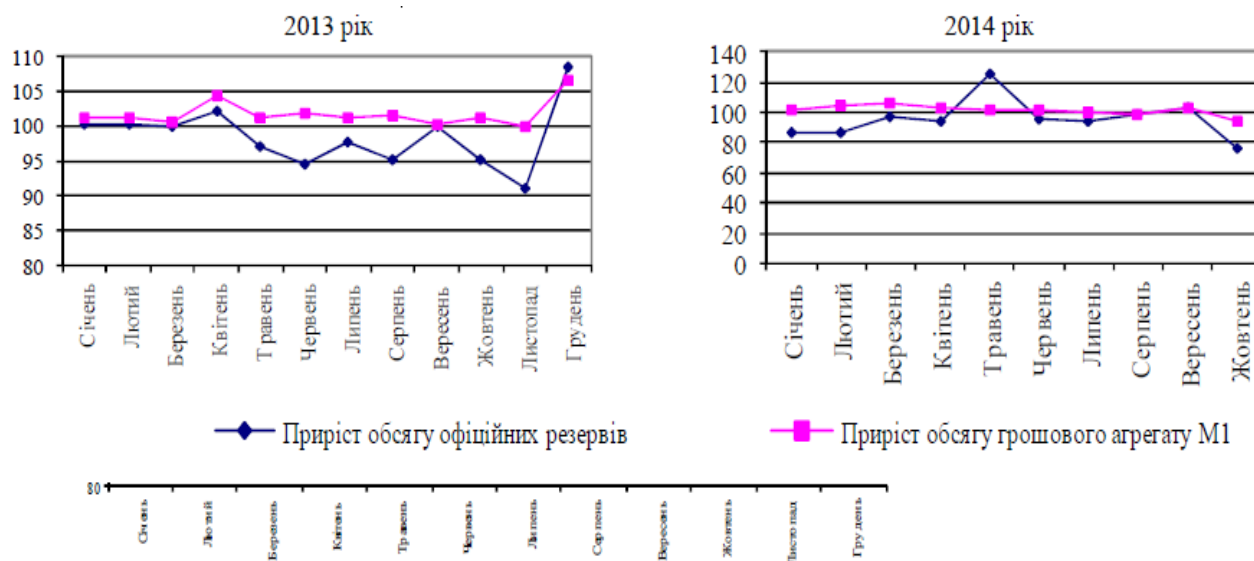 2013 рік
110
105
100
95
90
85
80
Січень
Лютий
Березень
Квітень
Травень
Червень
Липень
Серпень
Вересень
Жовтень
Листопад
Грудень
2014 рік
140
120
100
80
60
40
20
0
Січень
Лютий
Березень
Квітень
Травень
Червень
Липень
Серпень
Вересень
Жовтень
Приріст обсягу офіційних резервів
Приріст обсягу грошового агрегату М1
80
Січень
Лютий
Березень
Квітень
Травень
Червень
Липень
Серпень
Вересень
Жовтень
Листопад
Грудень